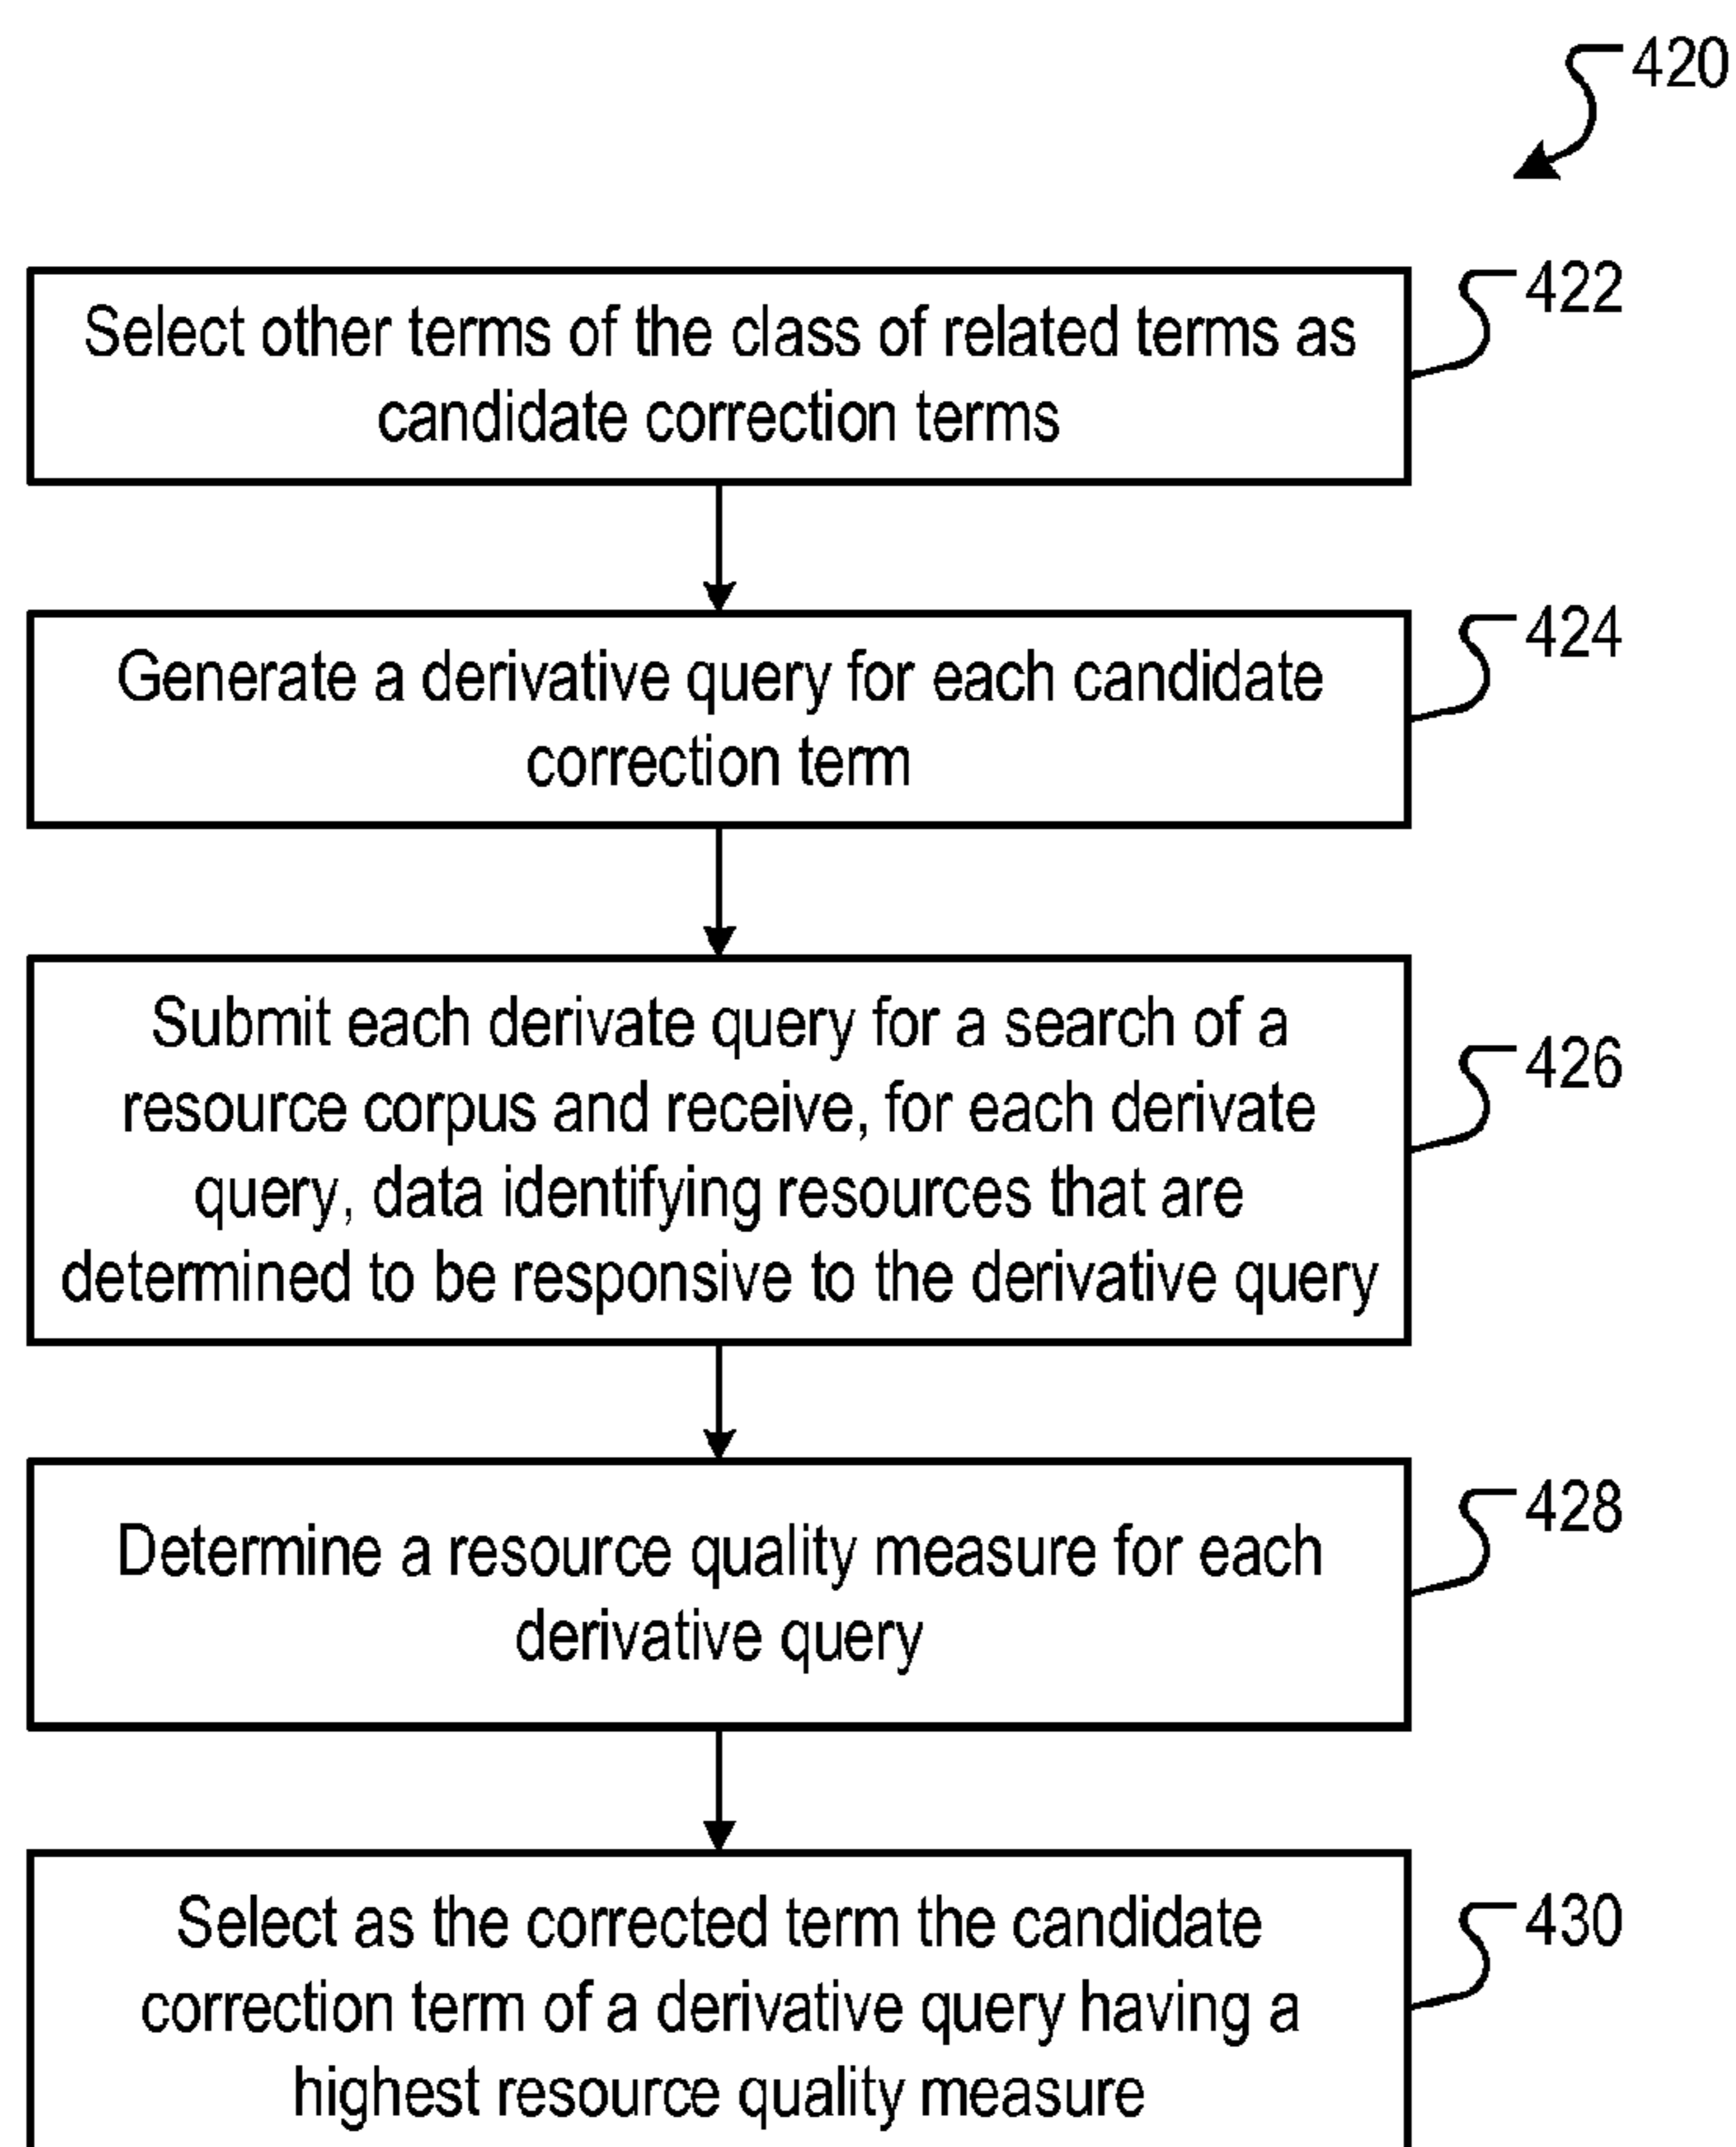 420
Select other terms of the class of related terms as
candidate correction terms
422
Generate a derivative query for each candidate
correction term
424
Submit each derivate query for a search of a
resource corpus and receive, for each derivate
query, data identifying resources that are
determined to be responsive to the derivative query
426
Determine a resource quality measure for each
derivative query
428
Select as the corrected term the candidate
correction term of a derivative query having a
highest resource quality measure
430